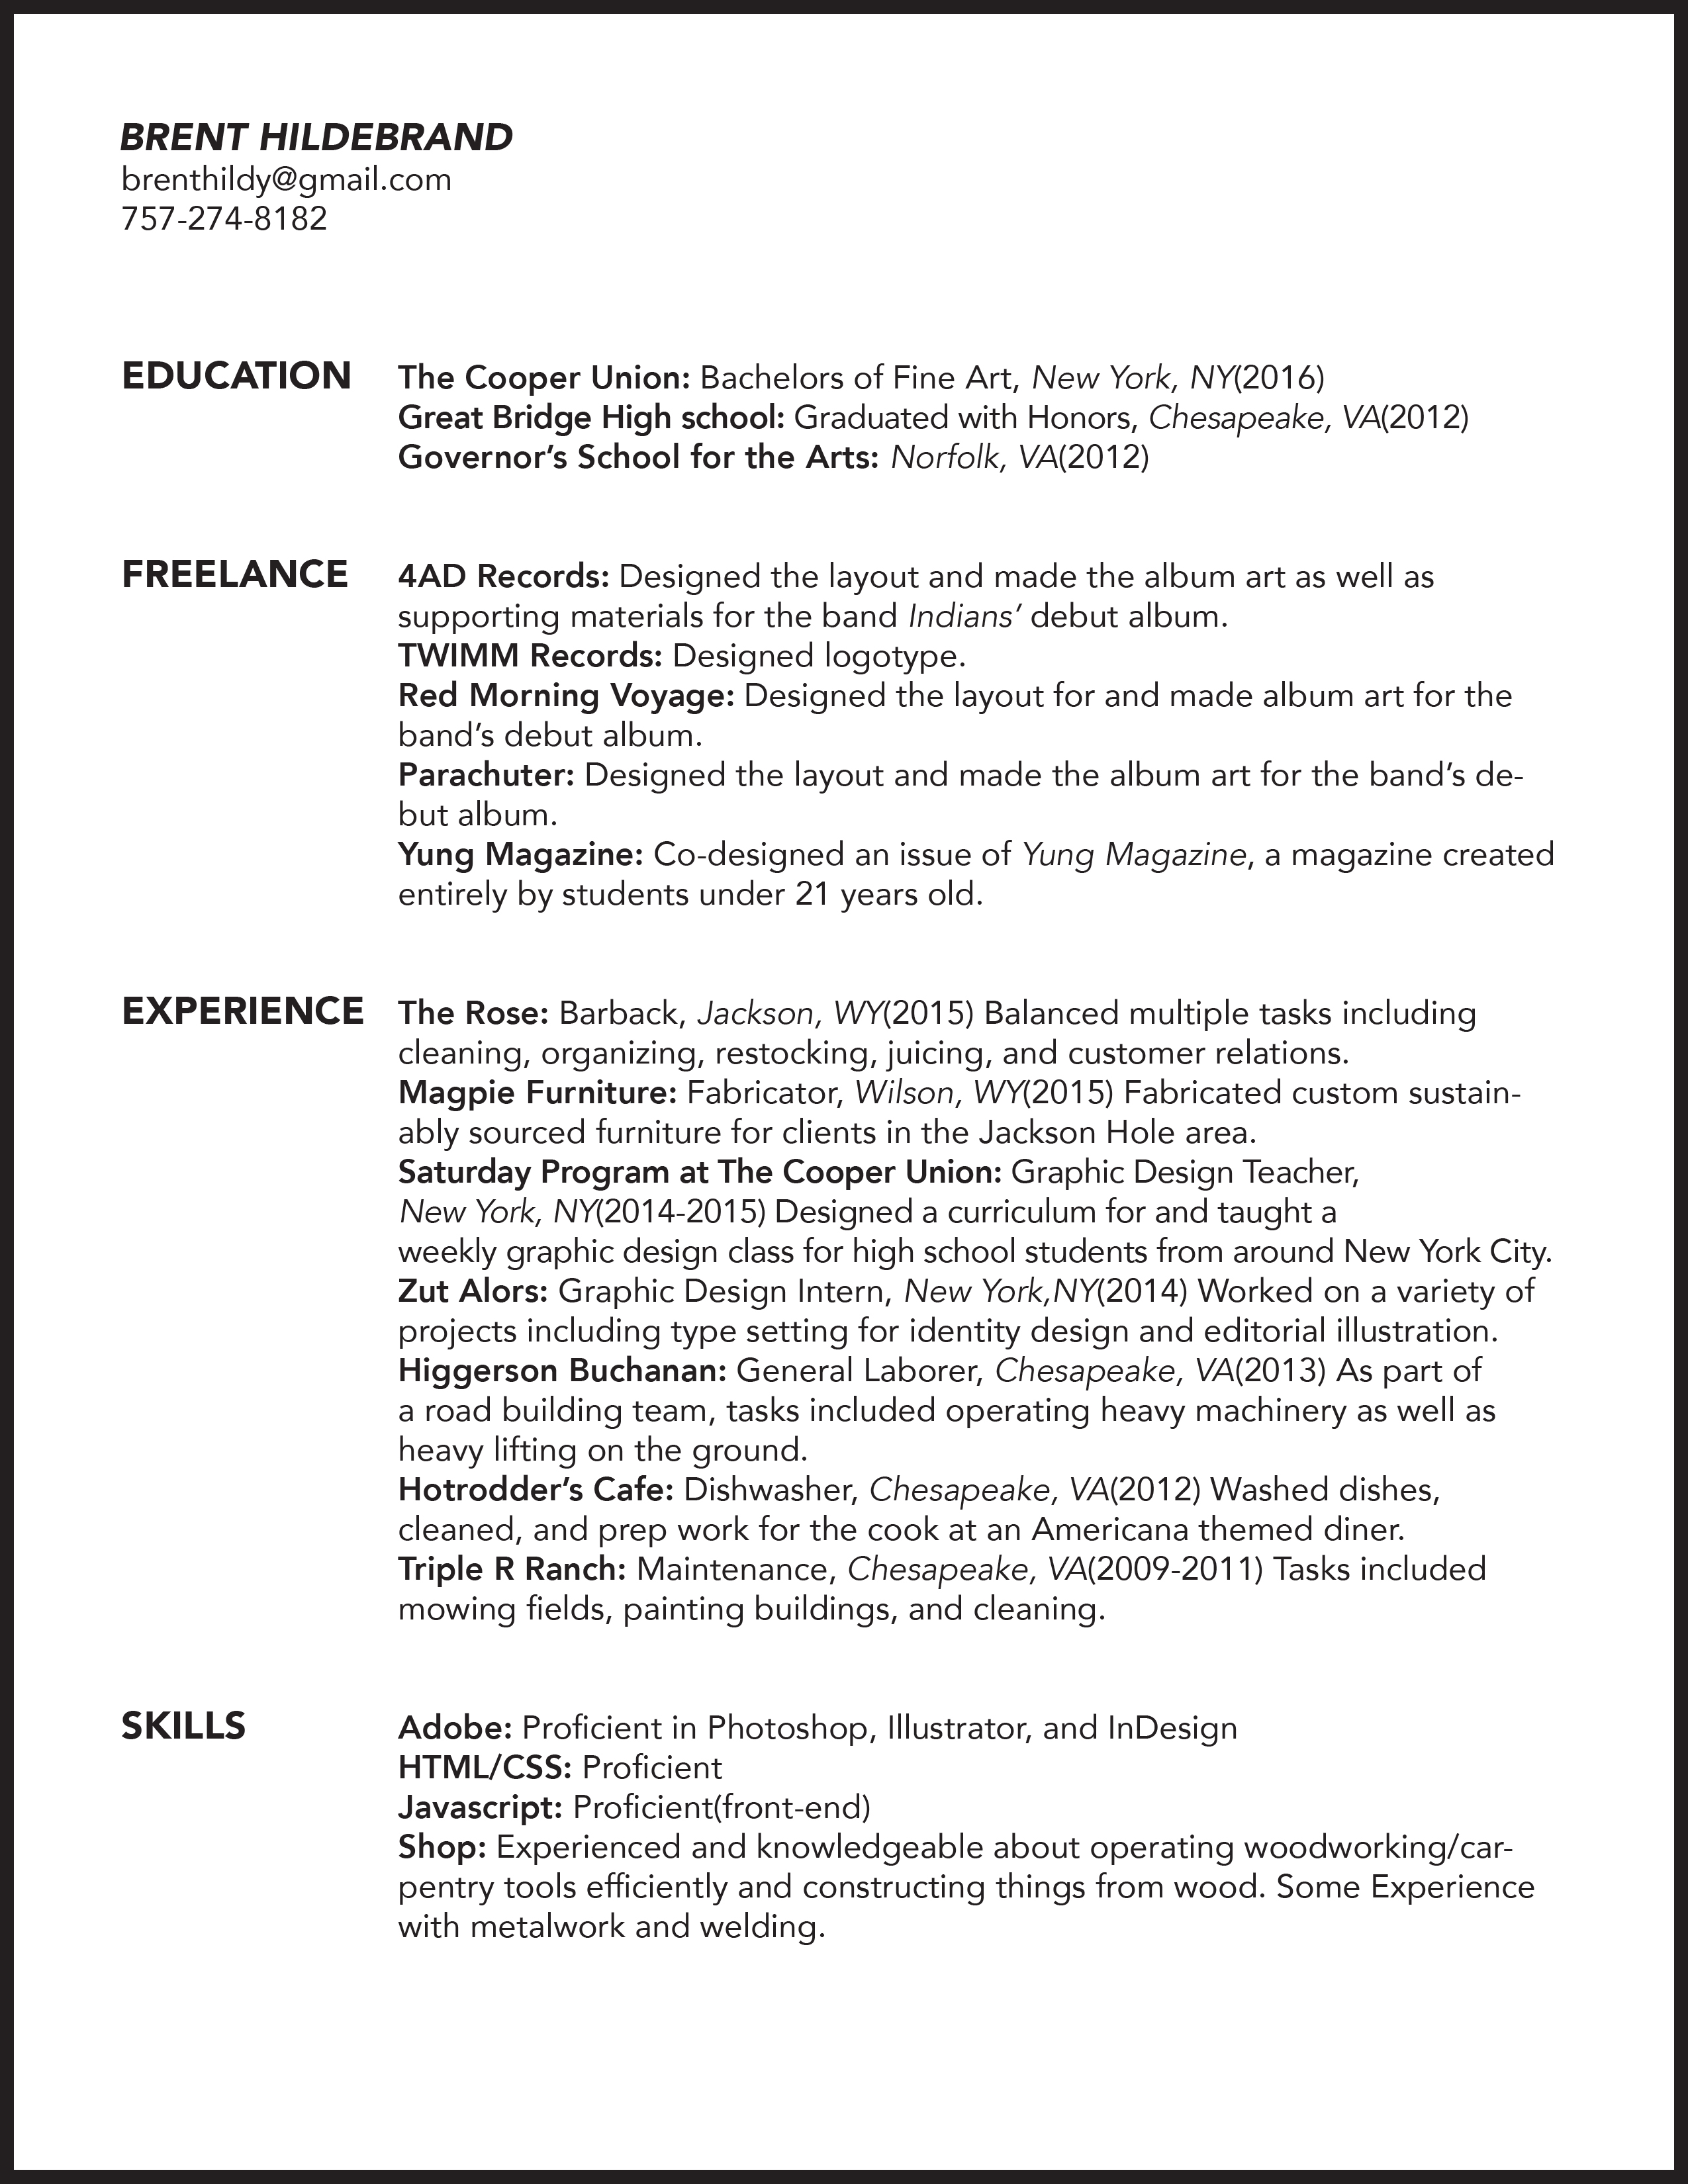 BRENT HILDEBRAND
brenthildy@gmail.com
757-274-8182
EDUCATION
The Cooper Union: Bachelors of Fine Art, New York, NY(2016)
Great Bridge High school: Graduated with Honors, Chesapeake, VA(2012)
Governor’s School for the Arts: Norfolk, VA(2012)
FREELANCE
4AD Records: Designed the layout and made the album art as well as
supporting materials for the band Indians’ debut album.
TWIMM Records: Designed logotype.
Red Morning Voyage: Designed the layout for and made album art for the
band’s debut album.
Parachuter: Designed the layout and made the album art for the band’s de-
but album.
Yung Magazine: Co-designed an issue of Yung Magazine, a magazine created
entirely by students under 21 years old.
EXPERIENCE
The Rose: Barback, Jackson, WY(2015) Balanced multiple tasks including
cleaning, organizing, restocking, juicing, and customer relations.
Magpie Furniture: Fabricator, Wilson, WY(2015) Fabricated custom sustain-
ably sourced furniture for clients in the Jackson Hole area.
Saturday Program at The Cooper Union: Graphic Design Teacher,
New York, NY(2014-2015) Designed a curriculum for and taught a
weekly graphic design class for high school students from around New York City.
Zut Alors: Graphic Design Intern, New York,NY(2014) Worked on a variety of
projects including type setting for identity design and editorial illustration.
Higgerson Buchanan: General Laborer, Chesapeake, VA(2013) As part of
a road building team, tasks included operating heavy machinery as well as
heavy lifting on the ground.
Hotrodder’s Cafe: Dishwasher, Chesapeake, VA(2012) Washed dishes,
cleaned, and prep work for the cook at an Americana themed diner.
Triple R Ranch: Maintenance, Chesapeake, VA(2009-2011) Tasks included
mowing fields, painting buildings, and cleaning.
SKILLS
Adobe: Proficient in Photoshop, Illustrator, and InDesign
HTML/CSS: Proficient
Javascript: Proficient(front-end)
Shop: Experienced and knowledgeable about operating woodworking/car-
pentry tools efficiently and constructing things from wood. Some Experience
with metalwork and welding.